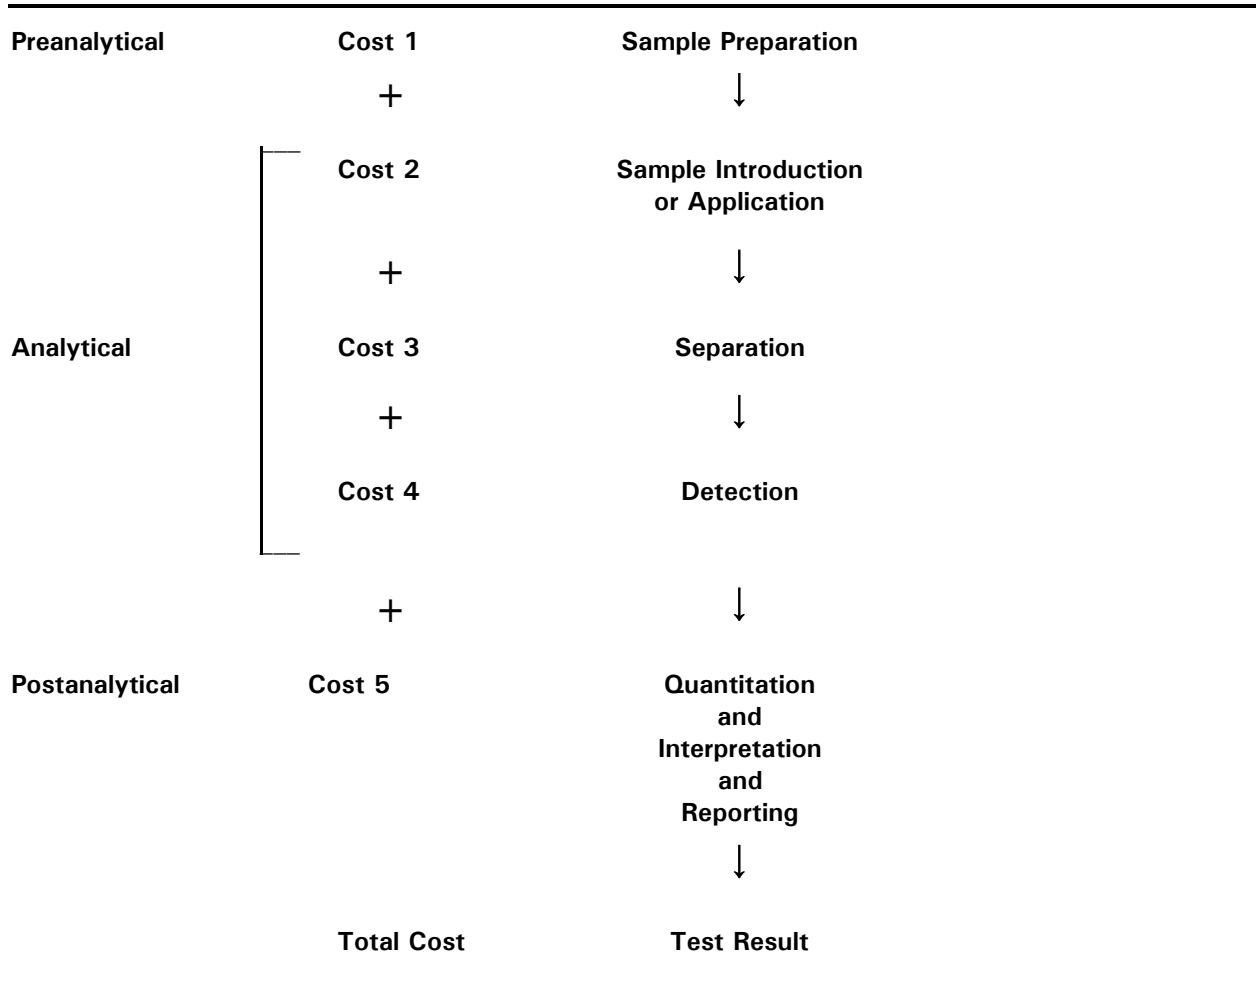 Preanalytical Cost 1 Sample Preparation
+ ↓
Cost 2 Sample Introduction
or Application
+ ↓
Analytical Cost 3 Separation
+ ↓
Cost 4 Detection
+ ↓
Postanalytical Cost 5 Quantitation
and
Interpretation
and
Reporting
↓
Total Cost Test Result